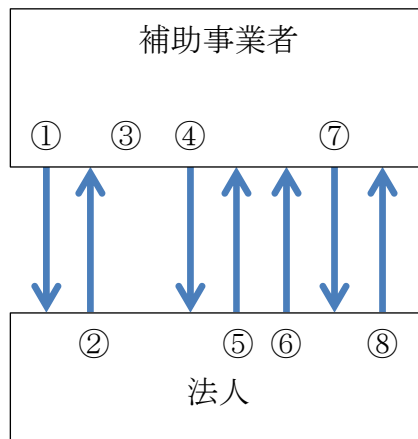 補助事業者
① ③ ④ ⑦
② ⑤ ⑥ ⑧
法人